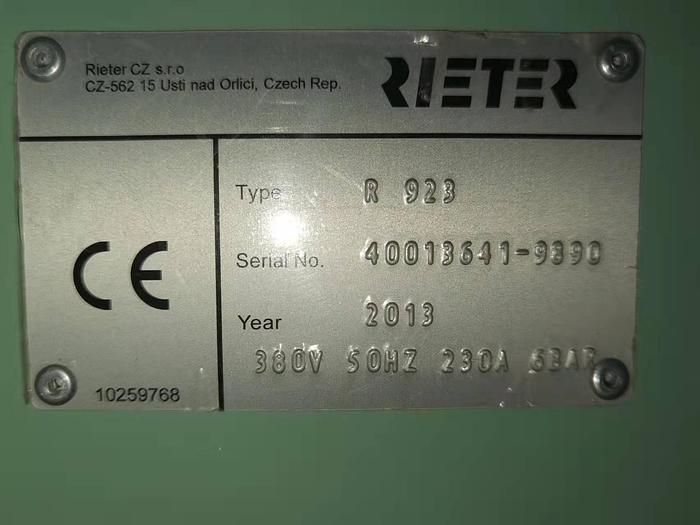 Rieter CZ s.r.o
CZ-562 15 Usti nad Orlici, Czech Rep.
RIETER
Type R 923
Serial No. 40013641-9390
Year 2013
380V 50HZ 230A 6BAR
CE
10259768